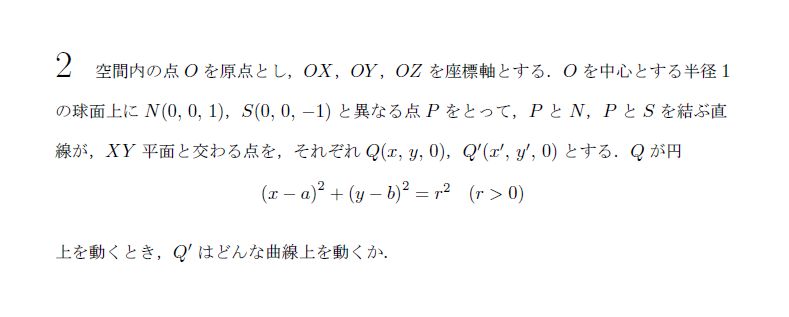 2 空間内の点 O を原点とし，OX，OY，OZ を座標軸とする．O を中心とする半径 1
の球面上に N(0, 0, 1)，S(0, 0, −1) と異なる点 P をとって，P と N，P と S を結ぶ直
線が，XY 平面と交わる点を，それぞれ Q(x, y, 0)，Q′(x′, y′, 0) とする．Q が円
(x − a)² + (y − b)² = r² (r > 0)
上を動くとき，Q′ はどんな曲線上を動くか．